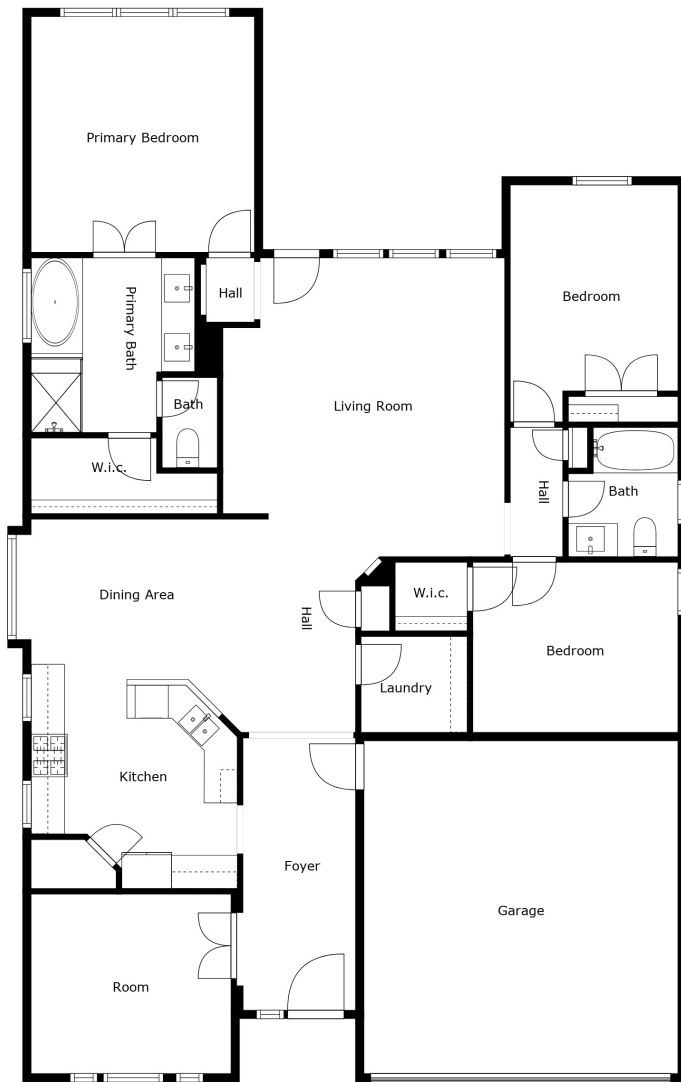 Primary Bedroom
Hall
Primary Bath
Bedroom
Bath
Living Room
W.i.c.
Hall
Bath
Dining Area
Hall
W.i.c.
Bedroom
Laundry
Kitchen
Foyer
Garage
Room